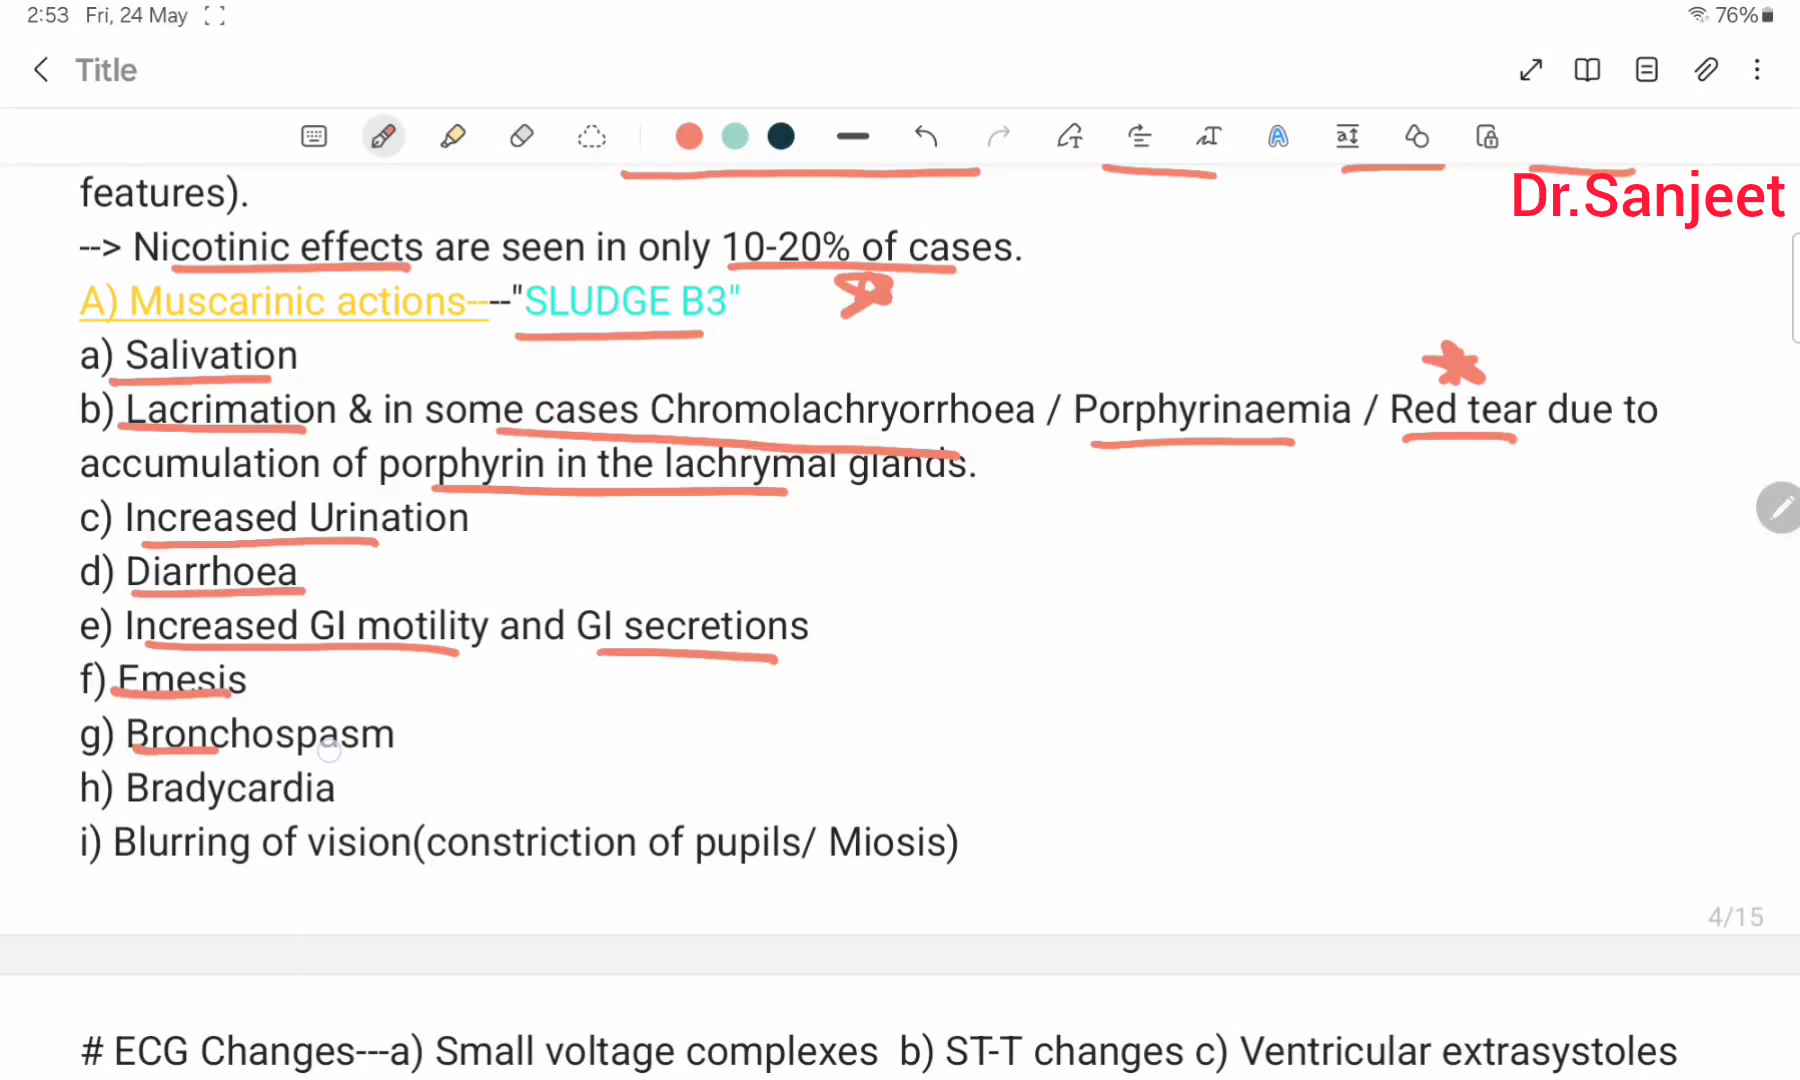 2:53 Fri, 24 May 76%
Title
features).
Dr.Sanjeet
--> Nicotinic effects are seen in only 10-20% of cases.
A) Muscarinic actions----"SLUDGE B3"
a) Salivation
b) Lacrimation & in some cases Chromolachryorrhoea / Porphyrinaemia / Red tear due to
accumulation of porphyrin in the lachrymal glands.
c) Increased Urination
d) Diarrhoea
e) Increased GI motility and GI secretions
f) Emesis
g) Bronchospasm
h) Bradycardia
i) Blurring of vision(constriction of pupils/ Miosis)
4/15
# ECG Changes---a) Small voltage complexes b) ST-T changes c) Ventricular extrasystoles